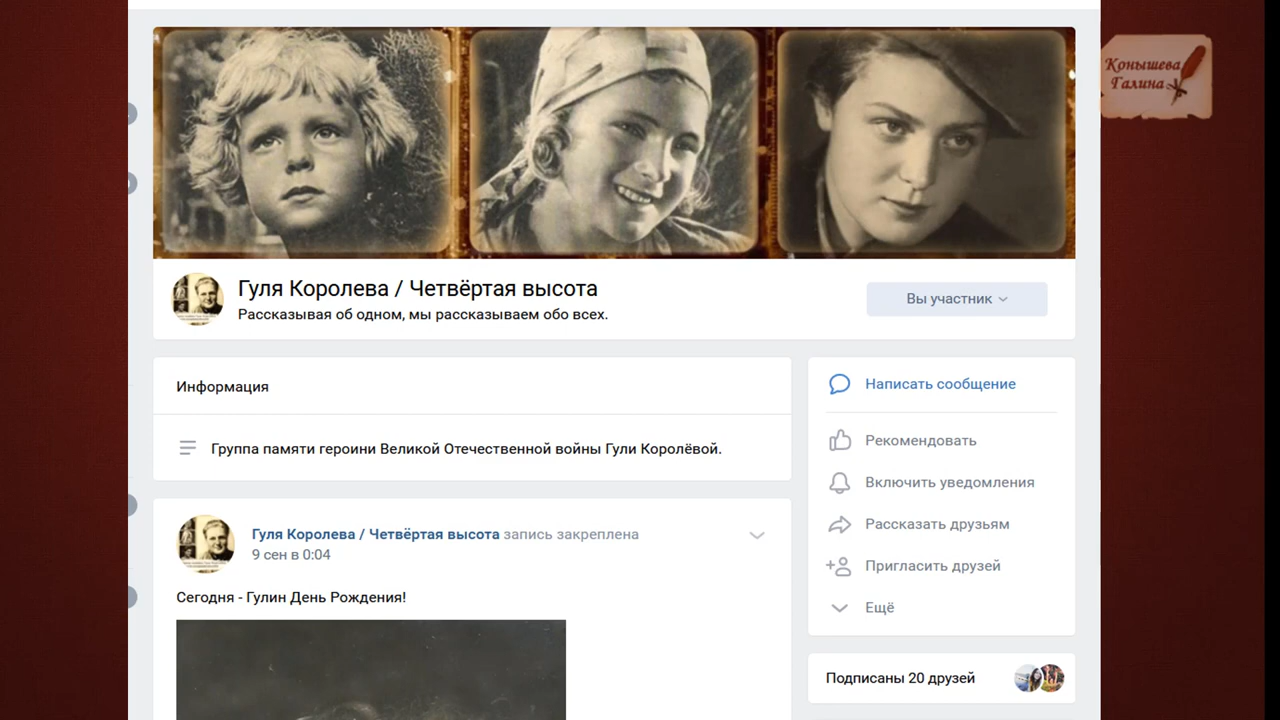 Конышева
Галина
Гуля Королева / Четвёртая высота
Рассказывая об одном, мы рассказываем обо всех.
Вы участник
Информация
Группа памяти героини Великой Отечественной войны Гули Королёвой.
Гуля Королева / Четвёртая высота запись закреплена
9 сен в 0:04
Сегодня - Гулин День Рождения!
Написать сообщение
Рекомендовать
Включить уведомления
Рассказать друзьям
Пригласить друзей
Ещё
Подписаны 20 друзей